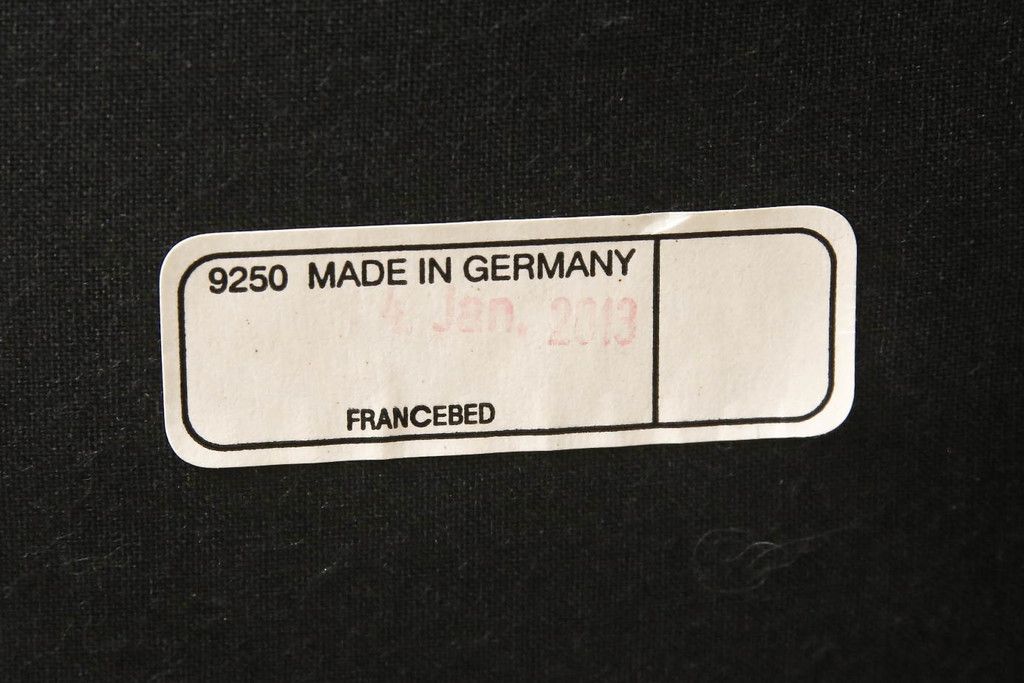 9250 MADE IN GERMANY
4. Jan. 2013
FRANCEBED